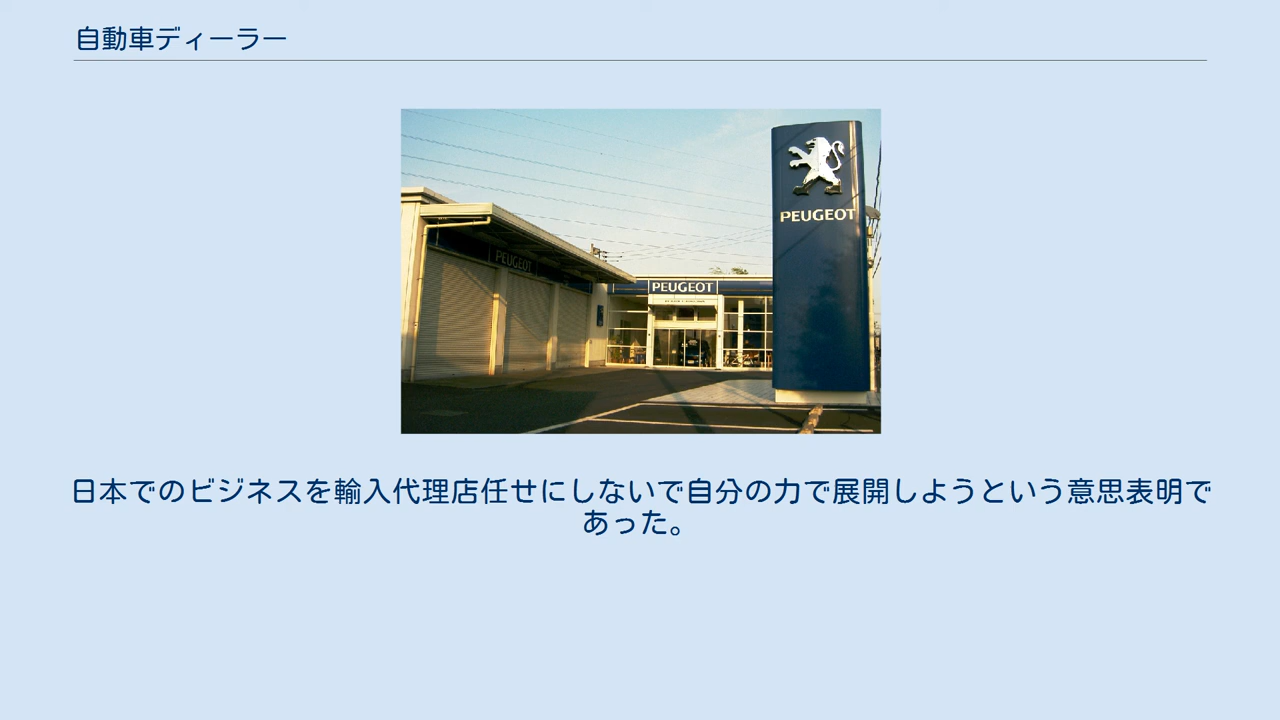 自動車ディーラー
PEUGEOT
PEUGEOT
PEUGEOT
日本でのビジネスを輸入代理店任せにしないで自分の力で展開しようという意思表明で
あった。